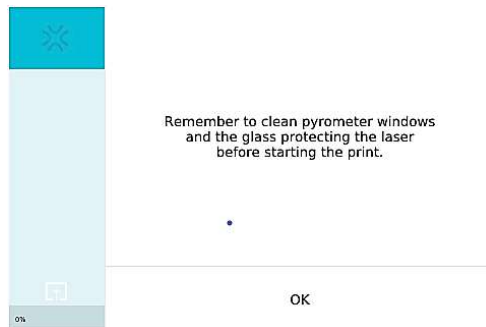 Remember to clean pyrometer windows
and the glass protecting the laser
before starting the print.
OK
0%